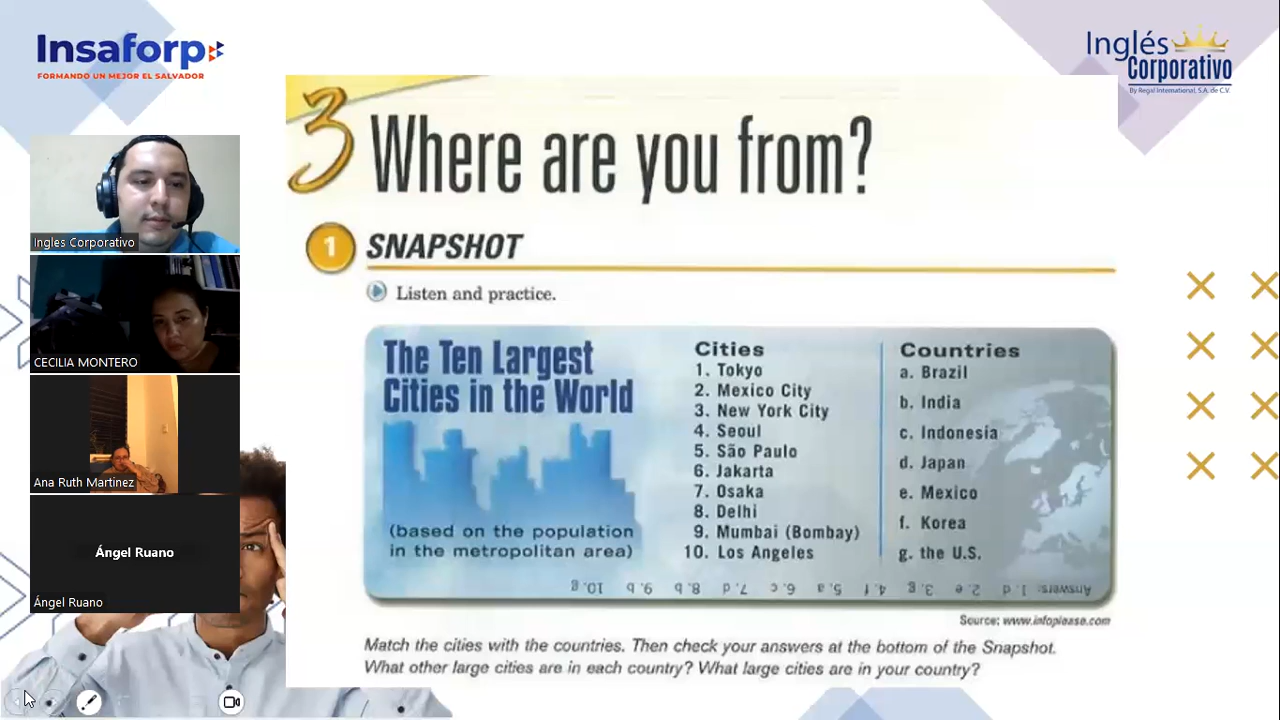 Insaforp
FORMANDO UN MEJOR EL SALVADOR
Inglés
Corporativo
By Regal International, S.A. de C.V.
Ingles Corporativo
CECILIA MONTERO
Ana Ruth Martinez
Ángel Ruano
Ángel Ruano
3 Where are you from?
1 SNAPSHOT
Listen and practice.
The Ten Largest
Cities in the World
(based on the population
in the metropolitan area)
Cities
1. Tokyo
2. Mexico City
3. New York City
4. Seoul
5. São Paulo
6. Jakarta
7. Osaka
8. Delhi
9. Mumbai (Bombay)
10. Los Angeles
Countries
a. Brazil
b. India
c. Indonesia
d. Japan
e. Mexico
f. Korea
g. the U.S.
Answers: 1. d 2. e 3. g 4. f 5. a 6. c 7. d 8. b 9. b 10. g
Source: www.infoplease.com
Match the cities with the countries. Then check your answers at the bottom of the Snapshot.
What other large cities are in each country? What large cities are in your country?